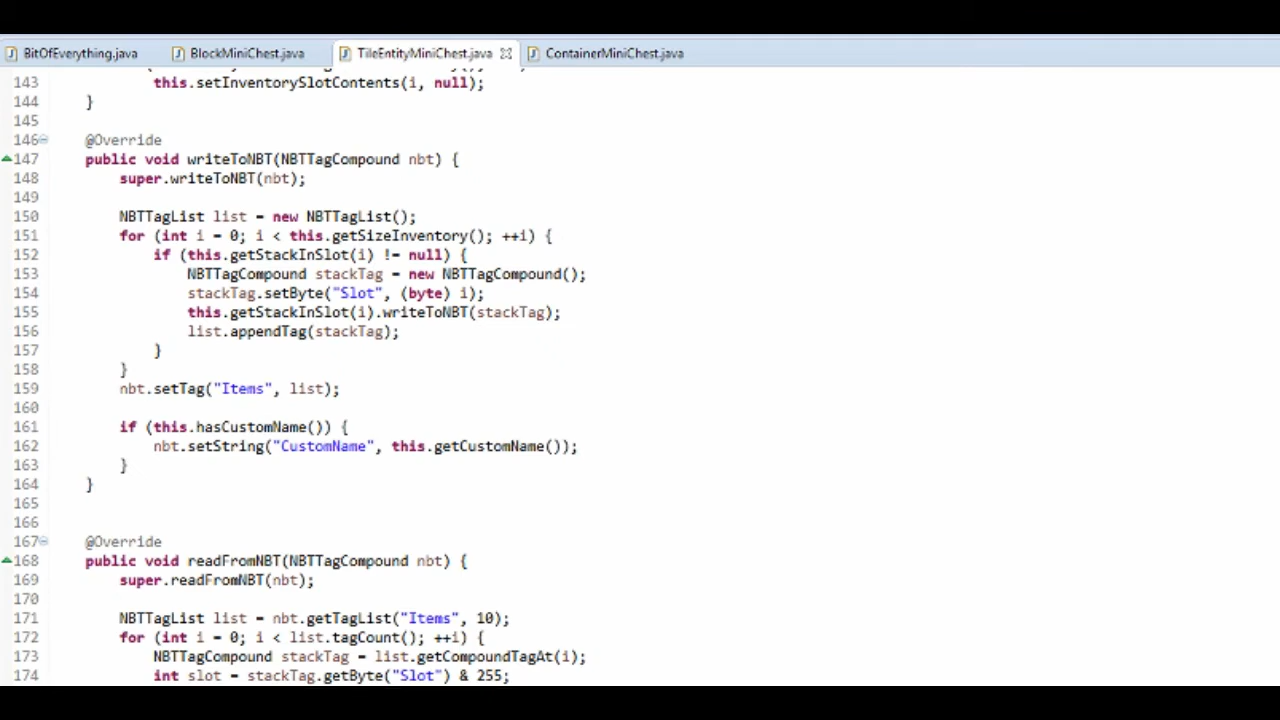 BitOfEverything.java BlockMiniChest.java TileEntityMiniChest.java ContainerMiniChest.java
143 this.setInventorySlotContents(i, null);
144 }
145
146 @Override
147 public void writeToNBT(NBTTagCompound nbt) {
148 super.writeToNBT(nbt);
149
150 NBTTagList list = new NBTTagList();
151 for (int i = 0; i < this.getSizeInventory(); ++i) {
152 if (this.getStackInSlot(i) != null) {
153 NBTTagCompound stackTag = new NBTTagCompound();
154 stackTag.setByte("Slot", (byte) i);
155 this.getStackInSlot(i).writeToNBT(stackTag);
156 list.appendTag(stackTag);
157 }
158 }
159 nbt.setTag("Items", list);
160
161 if (this.hasCustomName()) {
162 nbt.setString("CustomName", this.getCustomName());
163 }
164 }
165
166
167 @Override
168 public void readFromNBT(NBTTagCompound nbt) {
169 super.readFromNBT(nbt);
170
171 NBTTagList list = nbt.getTagList("Items", 10);
172 for (int i = 0; i < list.tagCount(); ++i) {
173 NBTTagCompound stackTag = list.getCompoundTagAt(i);
174 int slot = stackTag.getByte("Slot") & 255;